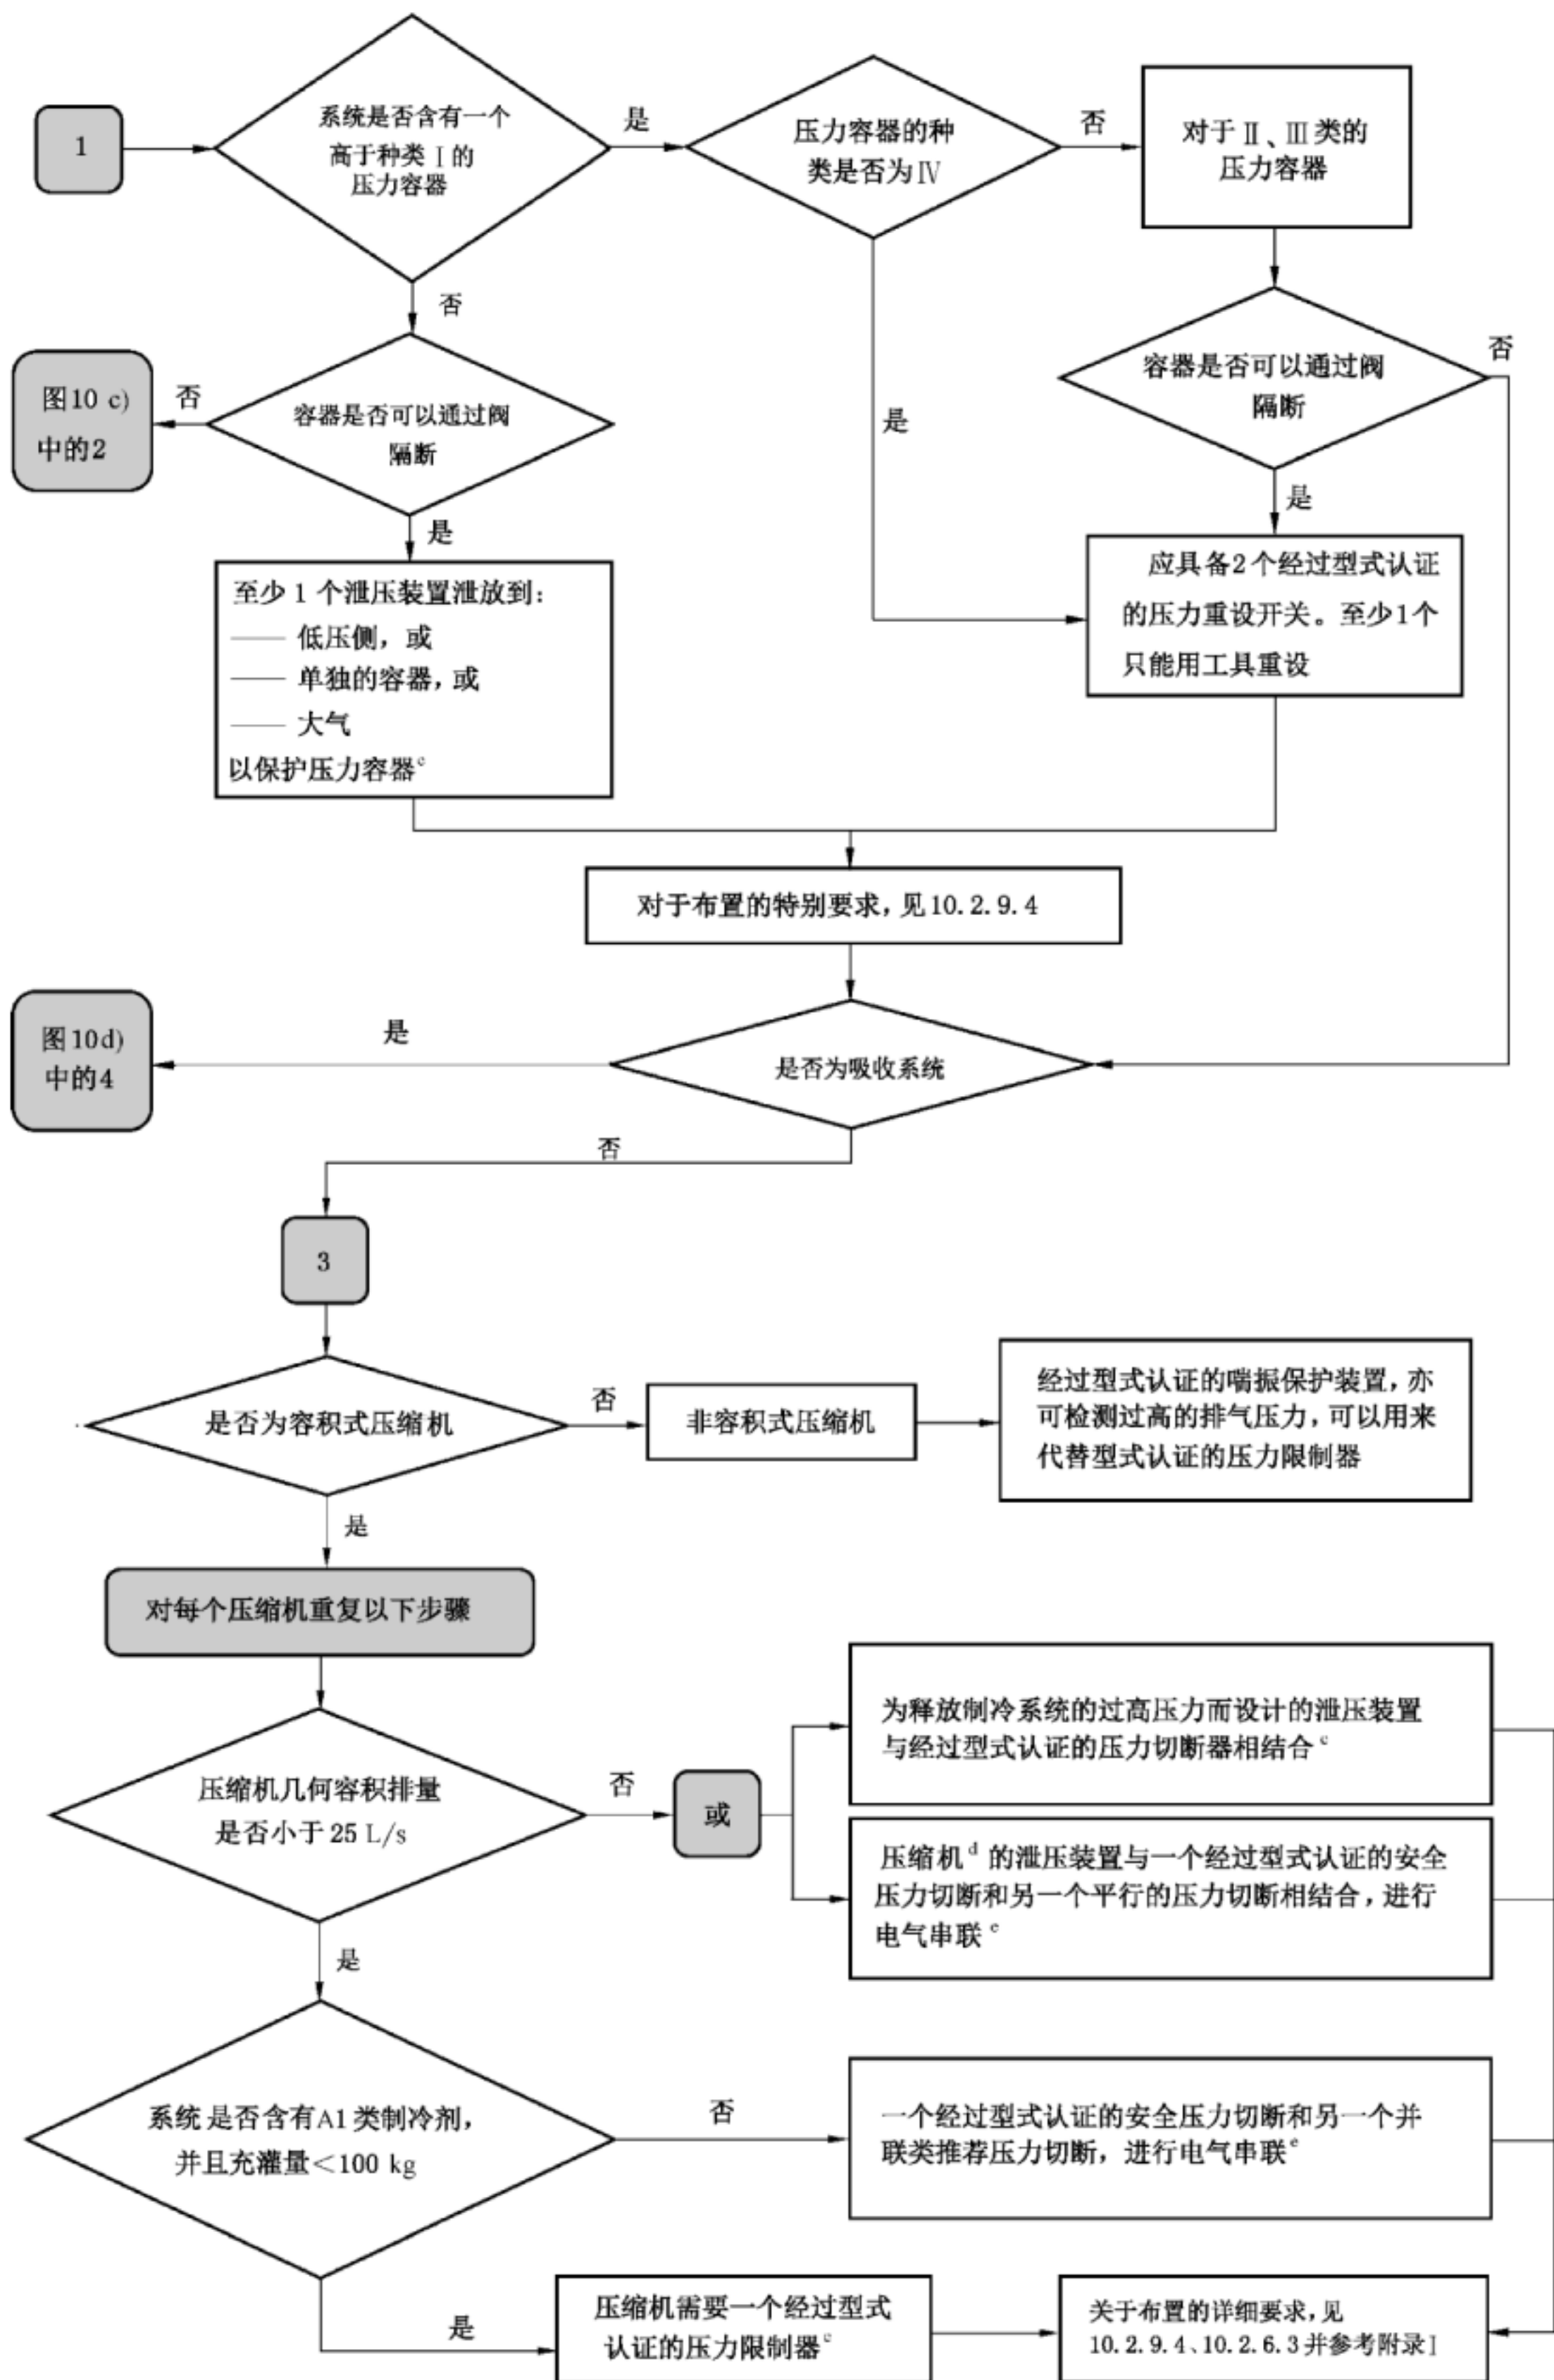 1
系统是否含有一个
高于种类Ⅰ的
压力容器
是
压力容器的种
类是否为Ⅳ
否
对于Ⅱ、Ⅲ类的
压力容器
否
是
容器是否可以通过阀
隔断
否
是
图10 c)
中的2
否
容器是否可以通过阀
隔断
是
至少 1 个泄压装置泄放到：
—— 低压侧，或
—— 单独的容器，或
—— 大气
以保护压力容器c
应具备2个经过型式认证
的压力重设开关。至少1个
只能用工具重设
对于布置的特别要求，见10.2.9.4
图10d)
中的4
是
是否为吸收系统
否
3
是否为容积式压缩机
否
非容积式压缩机
经过型式认证的喘振保护装置，亦
可检测过高的排气压力，可以用来
代替型式认证的压力限制器
是
对每个压缩机重复以下步骤
压缩机几何容积排量
是否小于25 L/s
否
或
为释放制冷系统的过高压力而设计的泄压装置
与经过型式认证的压力切断器相结合c
压缩机d 的泄压装置与一个经过型式认证的安全
压力切断和另一个平行的压力切断相结合，进行
电气串联e
是
系统是否含有A1类制冷剂，
并且充灌量＜100 kg
否
一个经过型式认证的安全压力切断和另一个并
联类推荐压力切断，进行电气串联e
是
压缩机需要一个经过型式
认证的压力限制器c
关于布置的详细要求，见
10.2.9.4、10.2.6.3并参考附录I